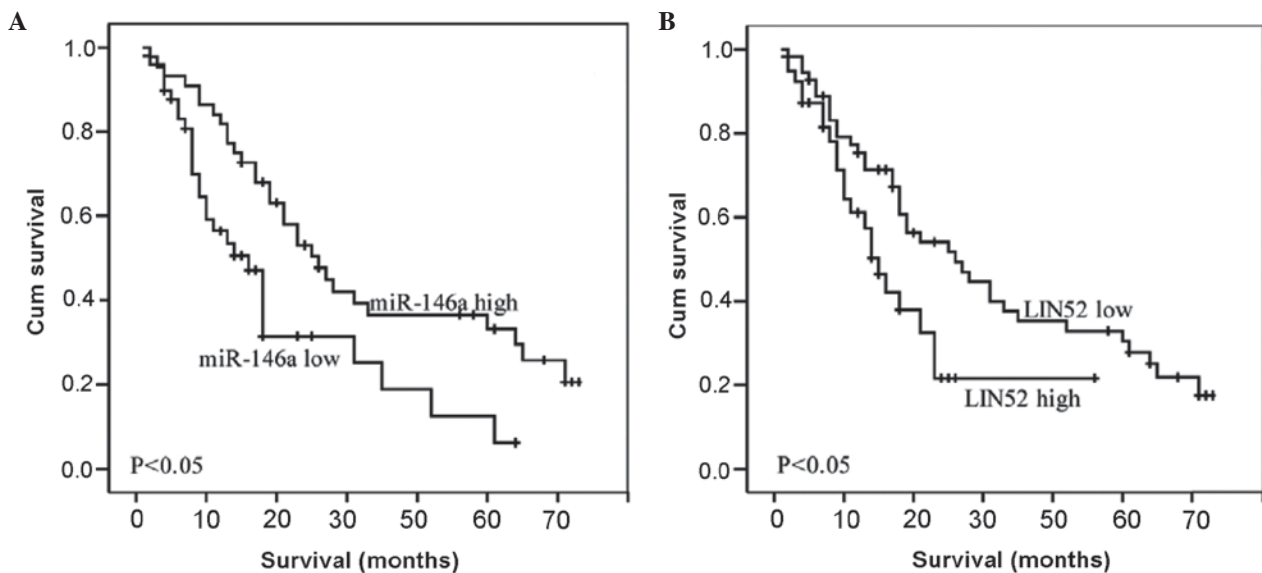 A
Cum survival
1.0
0.8
0.6
0.4
0.2
0.0
miR-146a high
miR-146a low
P<0.05
0 10 20 30 40 50 60 70
Survival (months)
B
Cum survival
1.0
0.8
0.6
0.4
0.2
0.0
LIN52 low
LIN52 high
P<0.05
0 10 20 30 40 50 60 70
Survival (months)